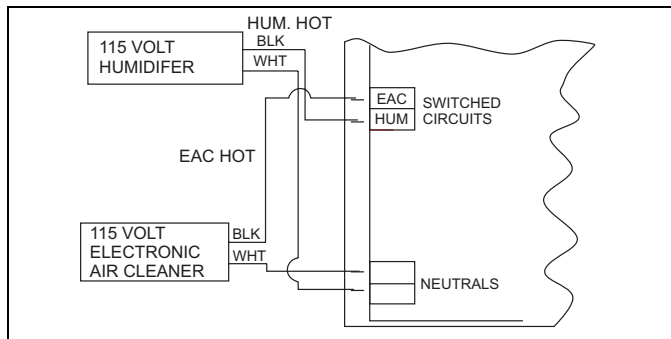 HUM. HOT
115 VOLT
HUMIDIFER
BLK
WHT
EAC
HUM
SWITCHED
CIRCUITS
EAC HOT
115 VOLT
ELECTRONIC
AIR CLEANER
BLK
WHT
NEUTRALS